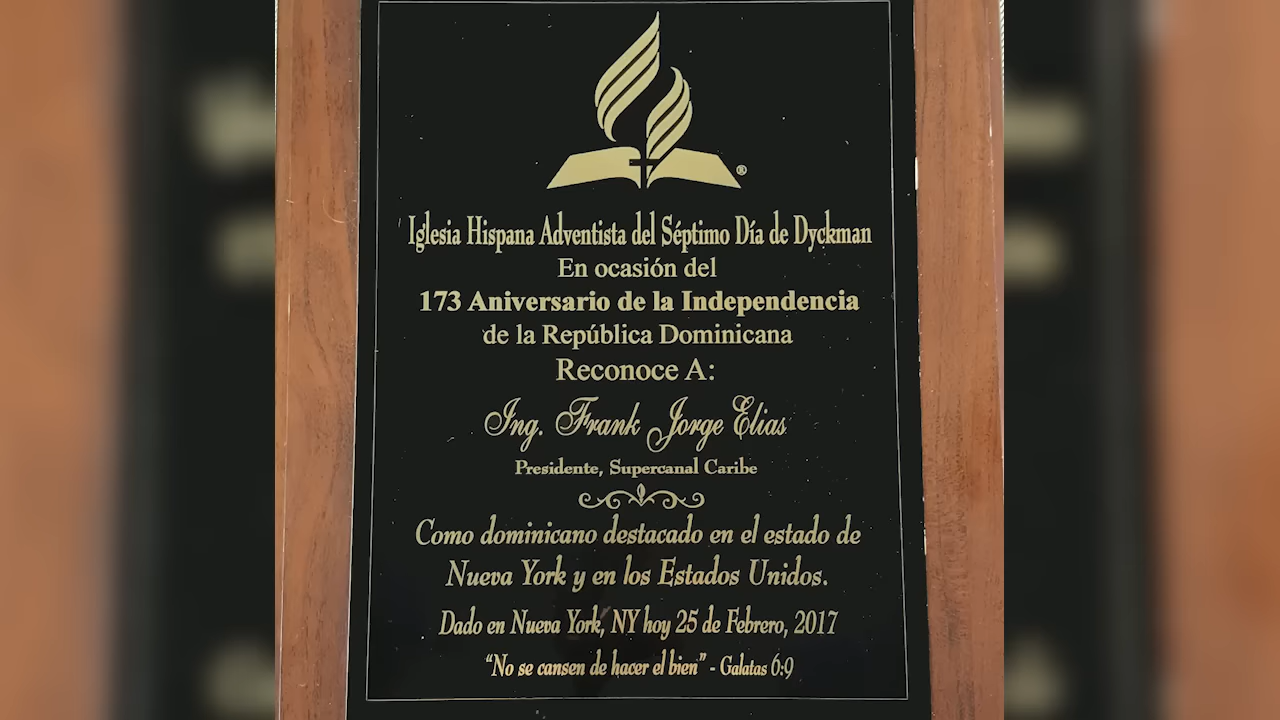 ®
Iglesia Hispana Adventista del Séptimo Día de Dyckman
En ocasión del
173 Aniversario de la Independencia
de la República Dominicana
Reconoce A:
Ing. Frank Jorge Elias
Presidente, Supercanal Caribe
Como dominicano destacado en el estado de
Nueva York y en los Estados Unidos.
Dado en Nueva York, NY hoy 25 de Febrero, 2017
“No se cansen de hacer el bien” - Galatas 6:9